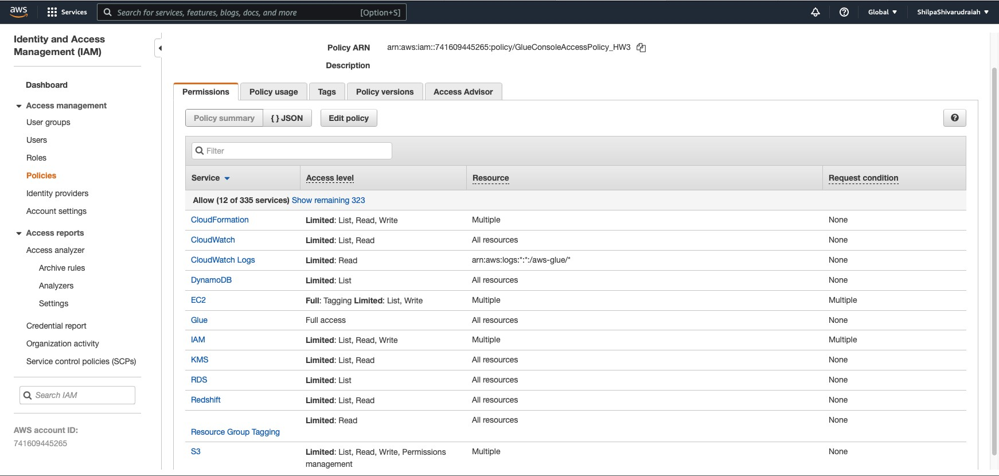 aws
Services
Search for services, features, blogs, docs, and more
[Option+S]
Global
ShilpaShivarudraiah
Identity and Access
Management (IAM)
Dashboard
Access management
User groups
Users
Roles
Policies
Identity providers
Account settings
Access reports
Access analyzer
Archive rules
Analyzers
Settings
Credential report
Organization activity
Service control policies (SCPs)
Search IAM
AWS account ID:
741609445265
Policy ARN arn:aws:iam::741609445265:policy/GlueConsoleAccessPolicy_HW3
Description
Permissions Policy usage Tags Policy versions Access Advisor
Policy summary { } JSON Edit policy
Filter
Service Access level Resource Request condition
Allow (12 of 335 services) Show remaining 323
CloudFormation Limited: List, Read, Write Multiple None
CloudWatch Limited: List, Read All resources None
CloudWatch Logs Limited: Read arn:aws:logs:*:*:/aws-glue/* None
DynamoDB Limited: List All resources None
EC2 Full: Tagging Limited: List, Write Multiple Multiple
Glue Full access All resources None
IAM Limited: List, Read, Write Multiple Multiple
KMS Limited: List, Read All resources None
RDS Limited: List All resources None
Redshift Limited: List, Read All resources None
Limited: Read All resources None
Resource Group Tagging
S3 Limited: List, Read, Write, Permissions Multiple None
management